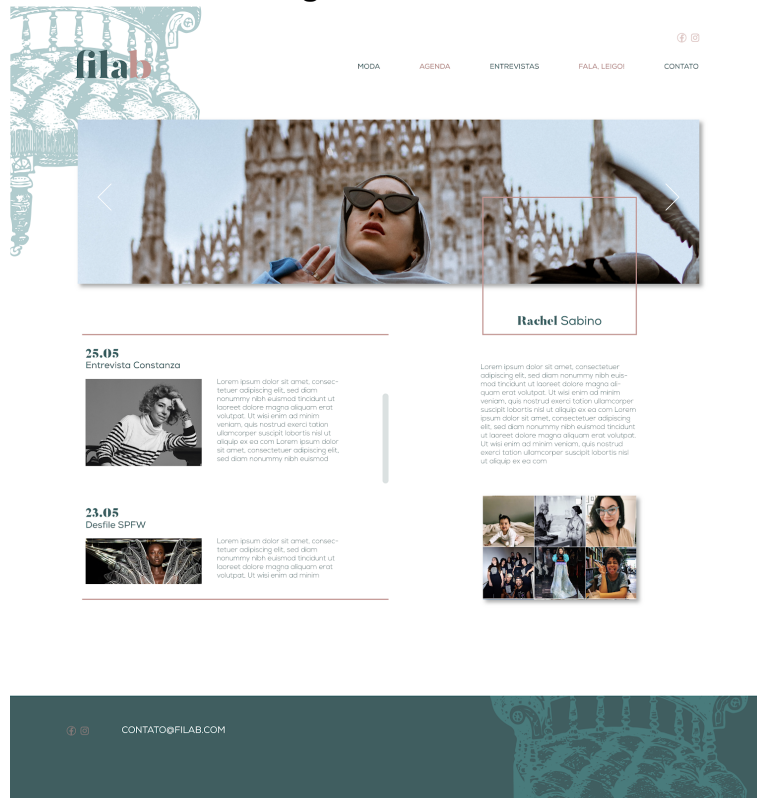 filab
MODA AGENDA ENTREVISTAS FALA, LEIGO! CONTATO
Rachel Sabino
25.05
Entrevista Constanza
Lorem ipsum dolor sit amet, consec-
tetuer adipiscing elit, sed diam
nonummy nibh euismod tincidunt ut
laoreet dolore magna aliquam erat
volutpat. Ut wisi enim ad minim
veniam, quis nostrud exerci tation
ullamcorper suscipit lobortis nisl ut
aliquip ex ea com Lorem ipsum dolor
sit amet, consectetuer adipiscing elit,
sed diam nonummy nibh euismod
23.05
Desfile SPFW
Lorem ipsum dolor sit amet, consec-
tetuer adipiscing elit, sed diam
nonummy nibh euismod tincidunt ut
laoreet dolore magna aliquam erat
volutpat. Ut wisi enim ad minim
Lorem ipsum dolor sit amet, consectetuer
adipiscing elit, sed diam nonummy nibh euis-
mod tincidunt ut laoreet dolore magna ali-
quam erat volutpat. Ut wisi enim ad minim
veniam, quis nostrud exerci tation ullamcorper
suscipit lobortis nisl ut aliquip ex ea com Lorem
ipsum dolor sit amet, consectetuer adipiscing
elit, sed diam nonummy nibh euismod tincidunt
ut laoreet dolore magna aliquam erat volutpat.
Ut wisi enim ad minim veniam, quis nostrud
exerci tation ullamcorper suscipit lobortis nisl
ut aliquip ex ea com
CONTATO@FILAB.COM